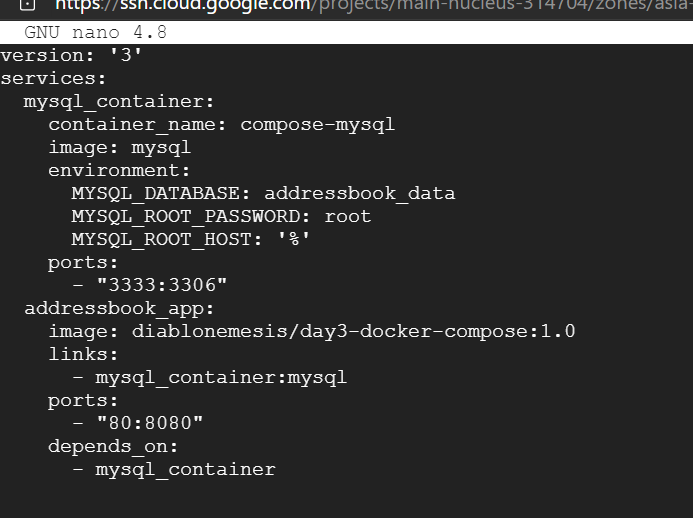 https://ssh.cloud.google.com/projects/main-nucleus-314704/zones/asia-
GNU nano 4.8
version: '3'
services:
  mysql_container:
    container_name: compose-mysql
    image: mysql
    environment:
      MYSQL_DATABASE: addressbook_data
      MYSQL_ROOT_PASSWORD: root
      MYSQL_ROOT_HOST: '%'
    ports:
      - "3333:3306"
  addressbook_app:
    image: diablonemesis/day3-docker-compose:1.0
    links:
      - mysql_container:mysql
    ports:
      - "80:8080"
    depends_on:
      - mysql_container